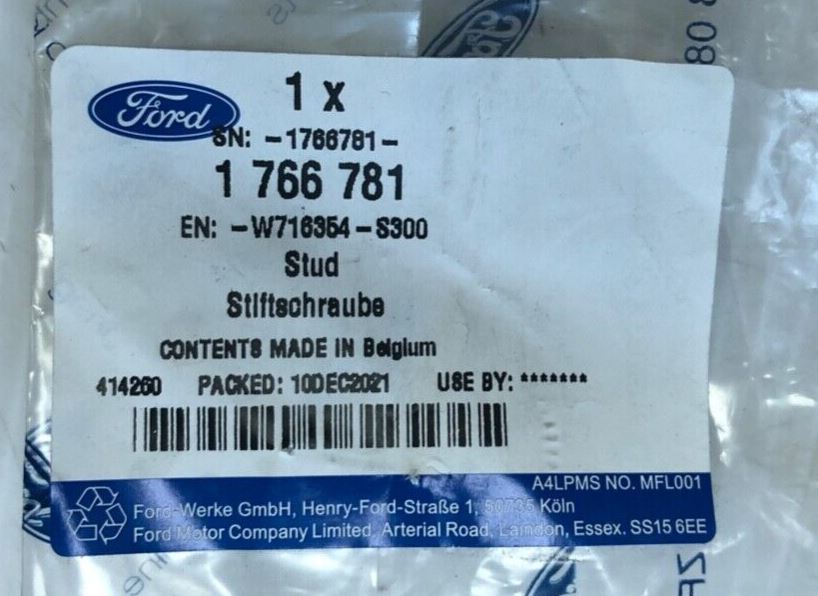 Ford
1 x
SN: -1766781-
1 766 781
EN: -W716354-S300
Stud
Stiftschraube
CONTENTS MADE IN Belgium
414260 PACKED: 10DEC2021 USE BY: *******
A4LPMS NO. MFL001
Ford-Werke GmbH, Henry-Ford-Straße 1, 50735 Köln
Ford Motor Company Limited, Arterial Road, Laindon, Essex. SS15 6EE